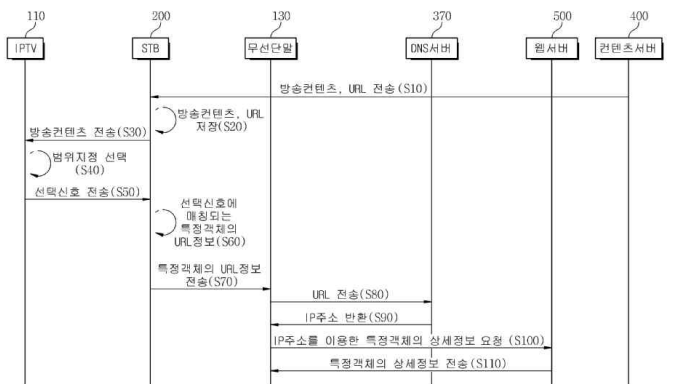 110
200
130
370
500
400
IPTV
STB
무선단말
DNS서버
웹서버
컨텐츠서버
방송컨텐츠, URL 전송(S10)
방송컨텐츠, URL
저장(S20)
방송컨텐츠 전송(S30)
범위지정 선택
(S40)
선택신호 전송(S50)
선택신호에
매칭되는
특정객체의
URL정보(S60)
특정객체의 URL정보
전송(S70)
URL 전송(S80)
IP주소 반환(S90)
IP주소를 이용한 특정객체의 상세정보 요청 (S100)
특정객체의 상세정보 전송(S110)